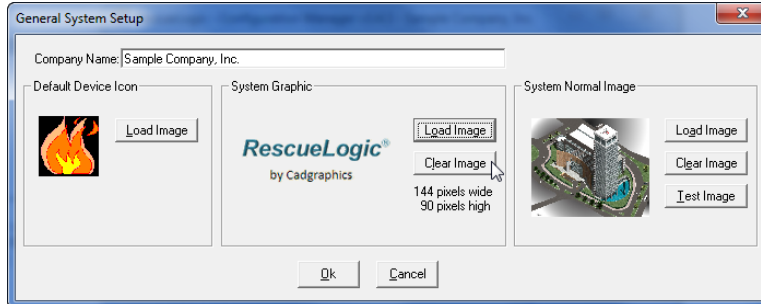 General System Setup
Company Name: Sample Company, Inc.
Default Device Icon
Load Image
System Graphic
RescueLogic®
by Cadgraphics
Load Image
Clear Image
144 pixels wide
90 pixels high
System Normal Image
Load Image
Clear Image
Test Image
Ok
Cancel